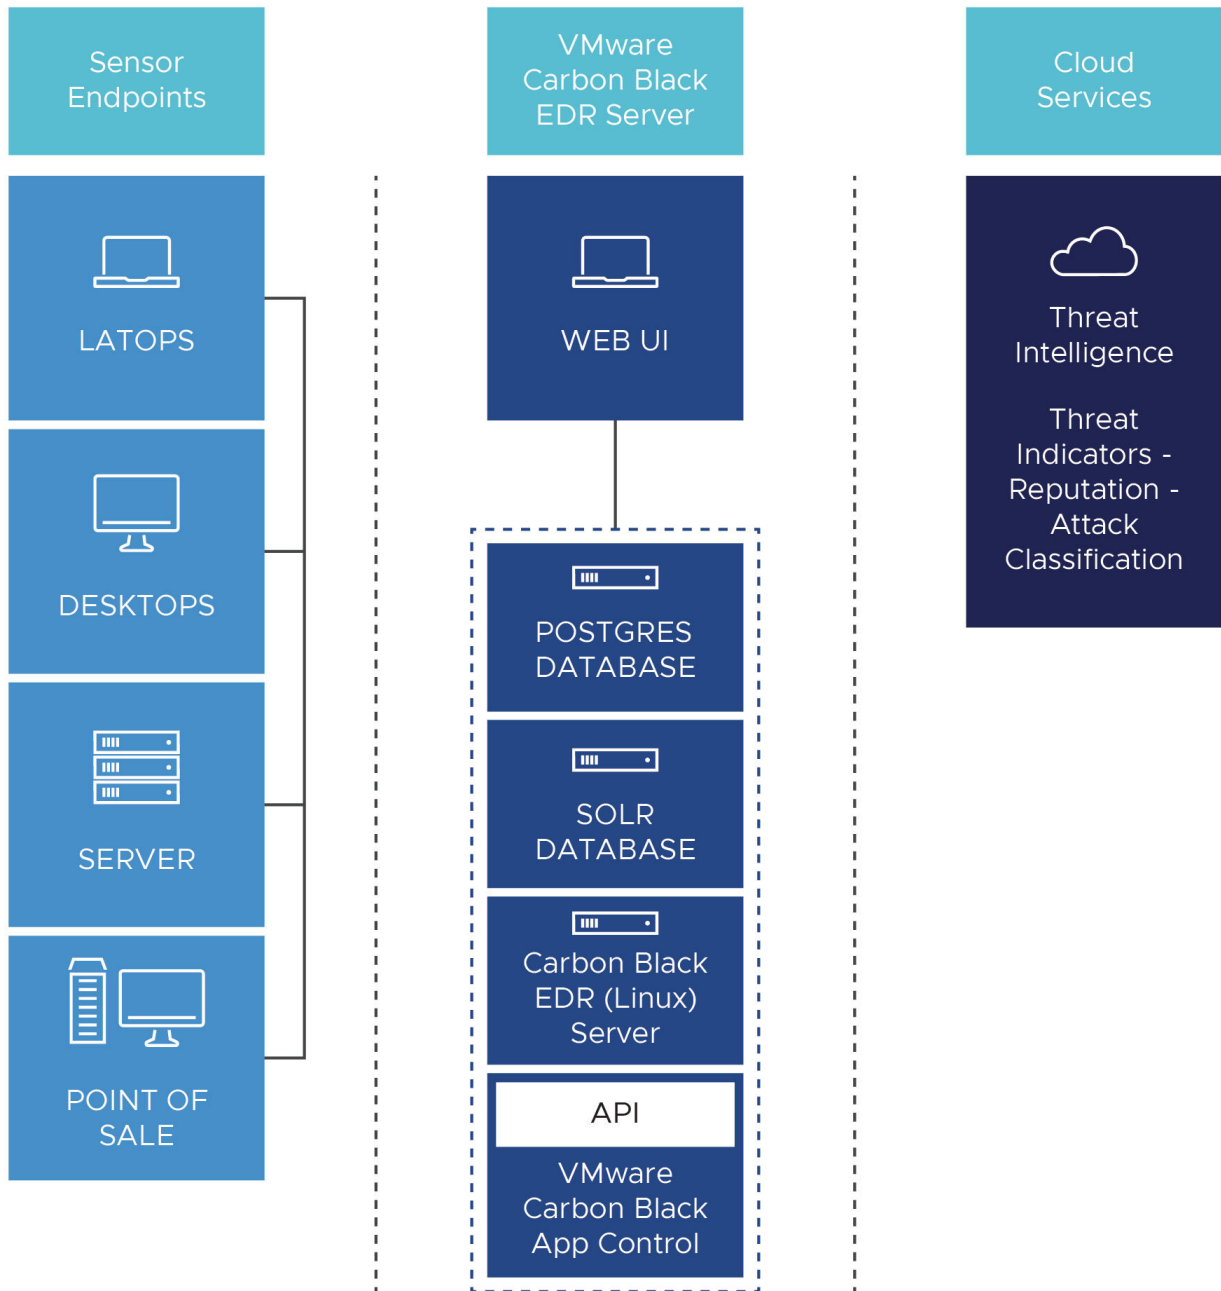 Sensor
Endpoints
LATOPS
DESKTOPS
SERVER
POINT OF
SALE
VMware
Carbon Black
EDR Server
WEB UI
POSTGRES
DATABASE
SOLR
DATABASE
Carbon Black
EDR (Linux)
Server
API
VMware
Carbon Black
App Control
Cloud
Services
Threat
Intelligence
Threat
Indicators -
Reputation -
Attack
Classification